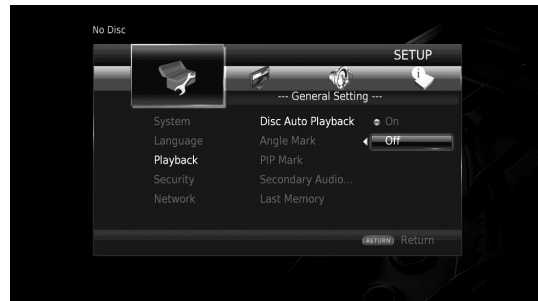 No Disc
SETUP
--- General Setting ---
System
Language
Playback
Security
Network
Disc Auto Playback
Angle Mark
PIP Mark
Secondary Audio...
Last Memory
On
Off
RETURN Return